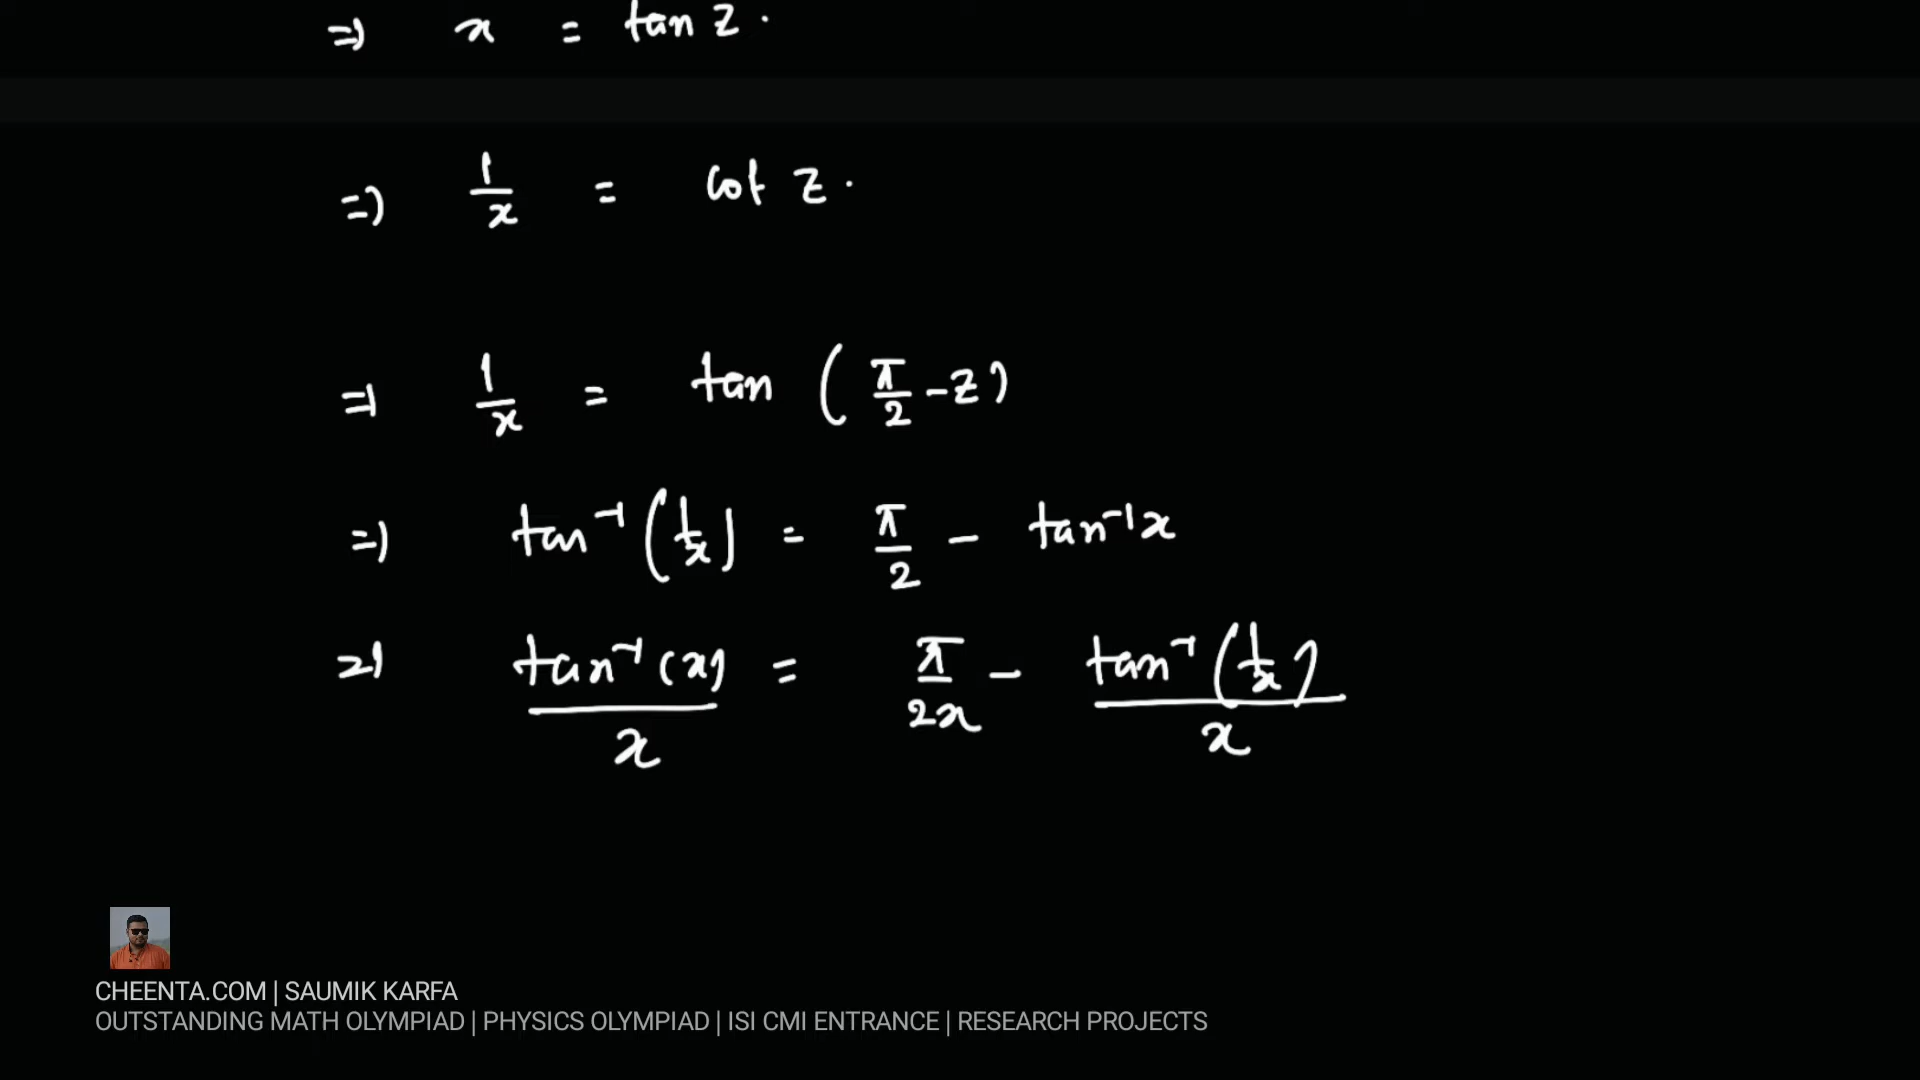 => x = tan z.
=> 1/x = cot z.
=> 1/x = tan (π/2 - z)
=> tan⁻¹(1/x) = π/2 - tan⁻¹x
=> tan⁻¹(x)/x = π/2x - tan⁻¹(1/x)/x
CHEENTA.COM | SAUMIK KARFA
OUTSTANDING MATH OLYMPIAD | PHYSICS OLYMPIAD | ISI CMI ENTRANCE | RESEARCH PROJECTS